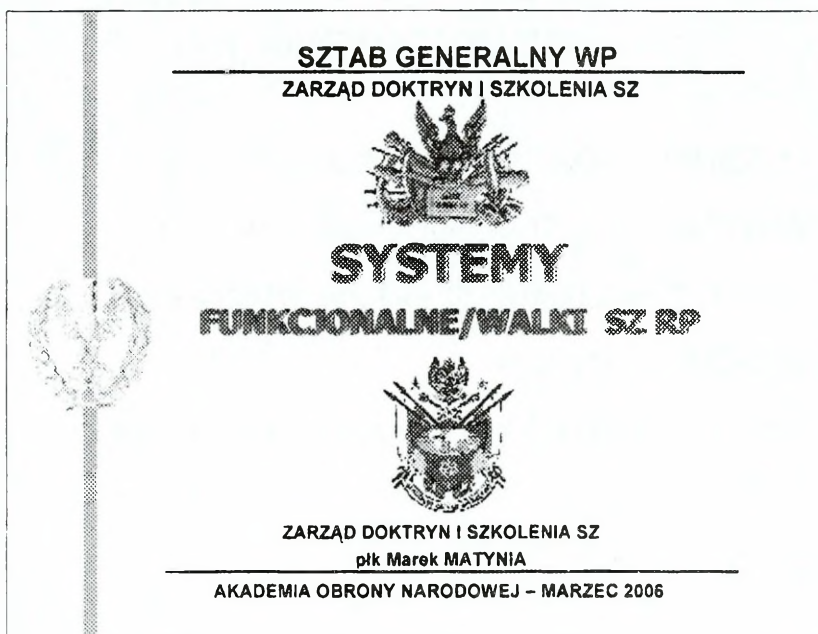 SZTAB GENERALNY WP
ZARZĄD DOKTRYN I SZKOLENIA SZ
SYSTEMY
FUNKCJONALNE/WALKI SZ RP
ZARZĄD DOKTRYN I SZKOLENIA SZ
płk Marek MATYNIA
AKADEMIA OBRONY NARODOWEJ – MARZEC 2006